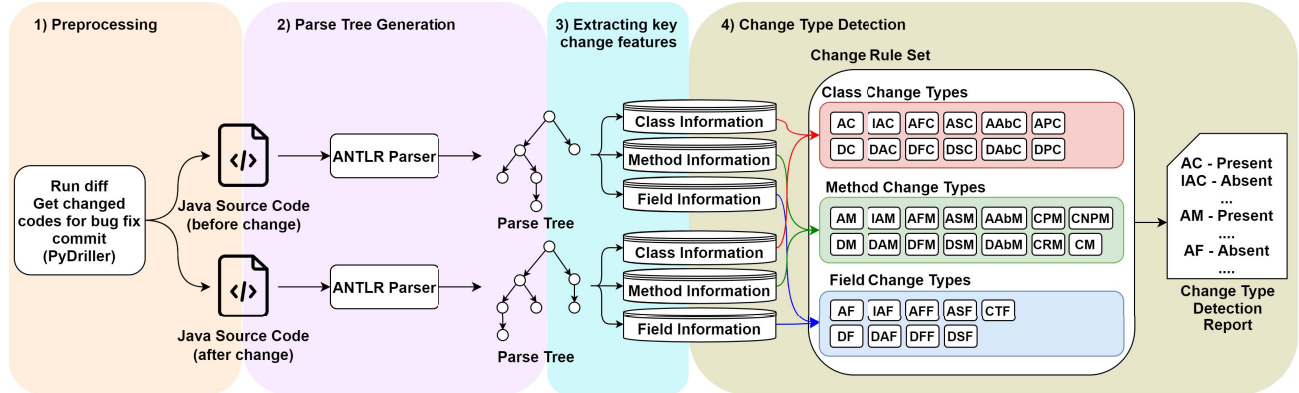 1) Preprocessing
Run diff
Get changed
codes for bug fix
commit
(PyDriller)
</>
Java Source Code
(before change)
</>
Java Source Code
(after change)
2) Parse Tree Generation
ANTLR Parser
Parse Tree
ANTLR Parser
Parse Tree
3) Extracting key
change features
Class Information
Method Information
Field Information
Class Information
Method Information
Field Information
4) Change Type Detection
Change Rule Set
Class Change Types
AC IAC AFC ASC AAbC APC
DC DAC DFC DSC DAbC DPC
Method Change Types
AM IAM AFM ASM AAbM CPM CNPM
DM DAM DFM DSM DAbM CRM CM
Field Change Types
AF IAF AFF ASF CTF
DF DAF DFF DSF
AC - Present
IAC - Absent
...
AM - Present
....
AF - Absent
....
Change Type
Detection
Report